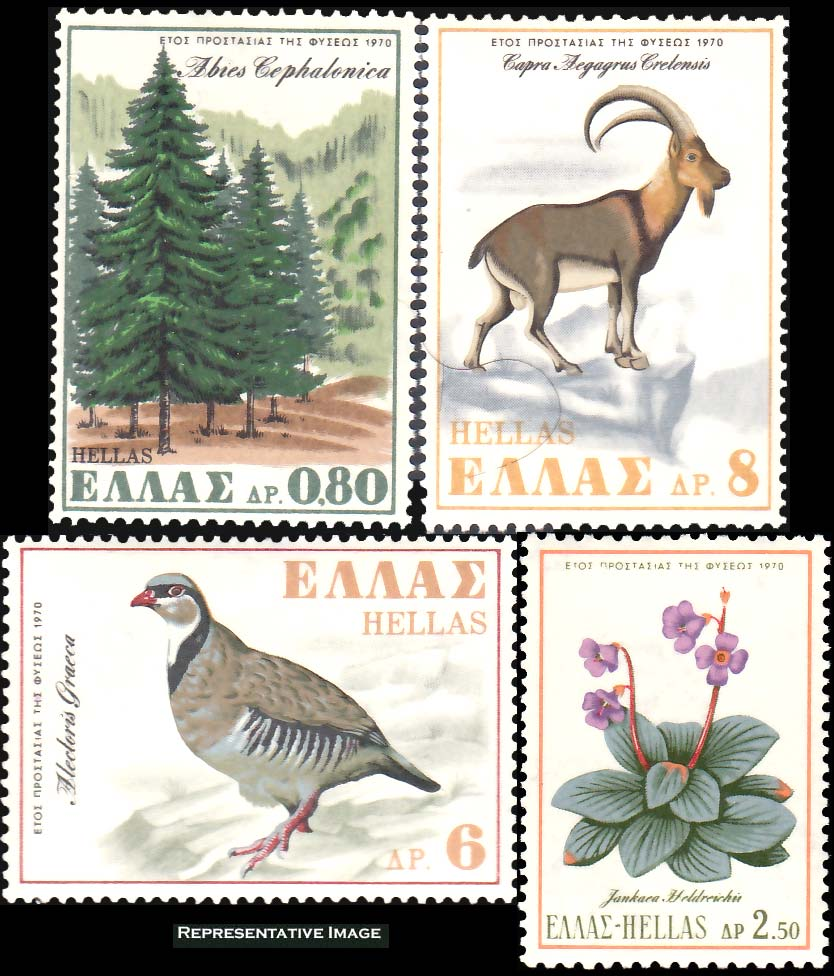 ΕΤΟΣ ΠΡΟΣΤΑΣΙΑΣ ΤΗΣ ΦΥΣΕΩΣ 1970
Abies Cephalonica
HELLAS
ΕΛΛΑΣ ΔΡ. 0,80
ΕΤΟΣ ΠΡΟΣΤΑΣΙΑΣ ΤΗΣ ΦΥΣΕΩΣ 1970
Capra Aegagrus Cretensis
HELLAS
ΕΛΛΑΣ ΔΡ. 8
ΕΤΟΣ ΠΡΟΣΤΑΣΙΑΣ ΤΗΣ ΦΥΣΕΩΣ 1970
Alectoris Graeca
ΕΛΛΑΣ
HELLAS
ΔΡ. 6
ΕΤΟΣ ΠΡΟΣΤΑΣΙΑΣ ΤΗΣ ΦΥΣΕΩΣ 1970
Jankaea Heldreichii
ΕΛΛΑΣ-HELLAS ΔΡ 2.50
REPRESENTATIVE IMAGE